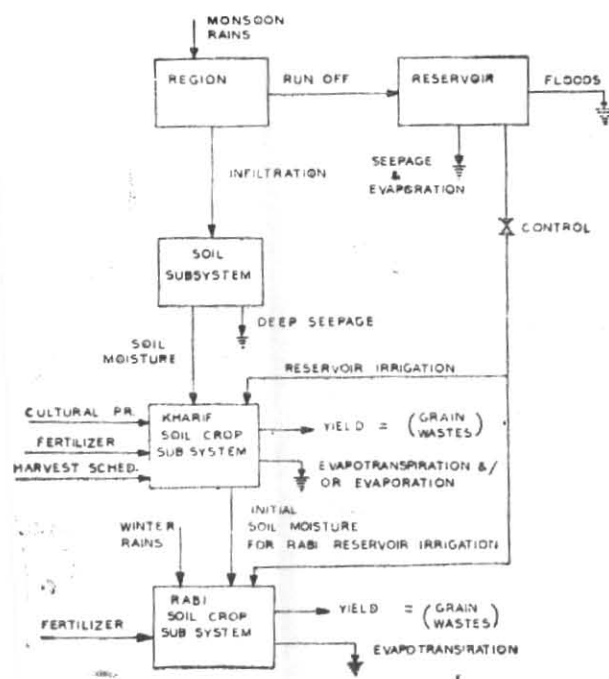 MONSOON
RAINS
REGION
RUN OFF
RESERVOIR
FLOODS
SEEPAGE
&
EVAPORATION
INFILTRATION
CONTROL
SOIL
SUBSYSTEM
DEEP SEEPAGE
SOIL
MOISTURE
RESERVOIR IRRIGATION
CULTURAL PR.
FERTILIZER
HARVEST SCHED.
KHARIF
SOIL CROP
SUB SYSTEM
YIELD = (GRAIN
WASTES)
EVAPOTRANSPIRATION &/
OR EVAPORATION
WINTER
RAINS
INITIAL
SOIL MOISTURE
FOR RABI RESERVOIR IRRIGATION
FERTILIZER
RABI
SOIL CROP
SUB SYSTEM
YIELD = (GRAIN
WASTES)
EVAPOTANSPIRATION